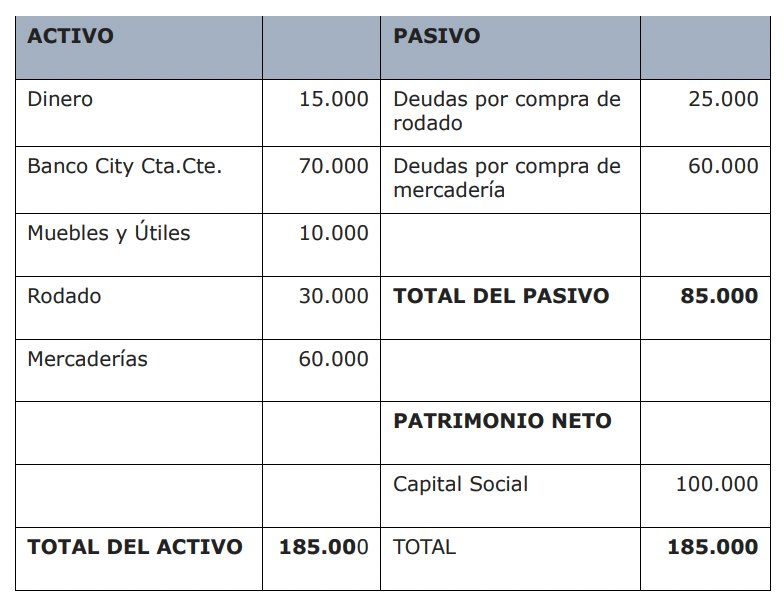 ACTIVO PASIVO
Dinero 15.000 Deudas por compra de 25.000
rodado
Banco City Cta.Cte. 70.000 Deudas por compra de 60.000
mercadería
Muebles y Útiles 10.000
Rodado 30.000 TOTAL DEL PASIVO 85.000
Mercaderías 60.000
PATRIMONIO NETO
Capital Social 100.000
TOTAL DEL ACTIVO 185.000 TOTAL 185.000